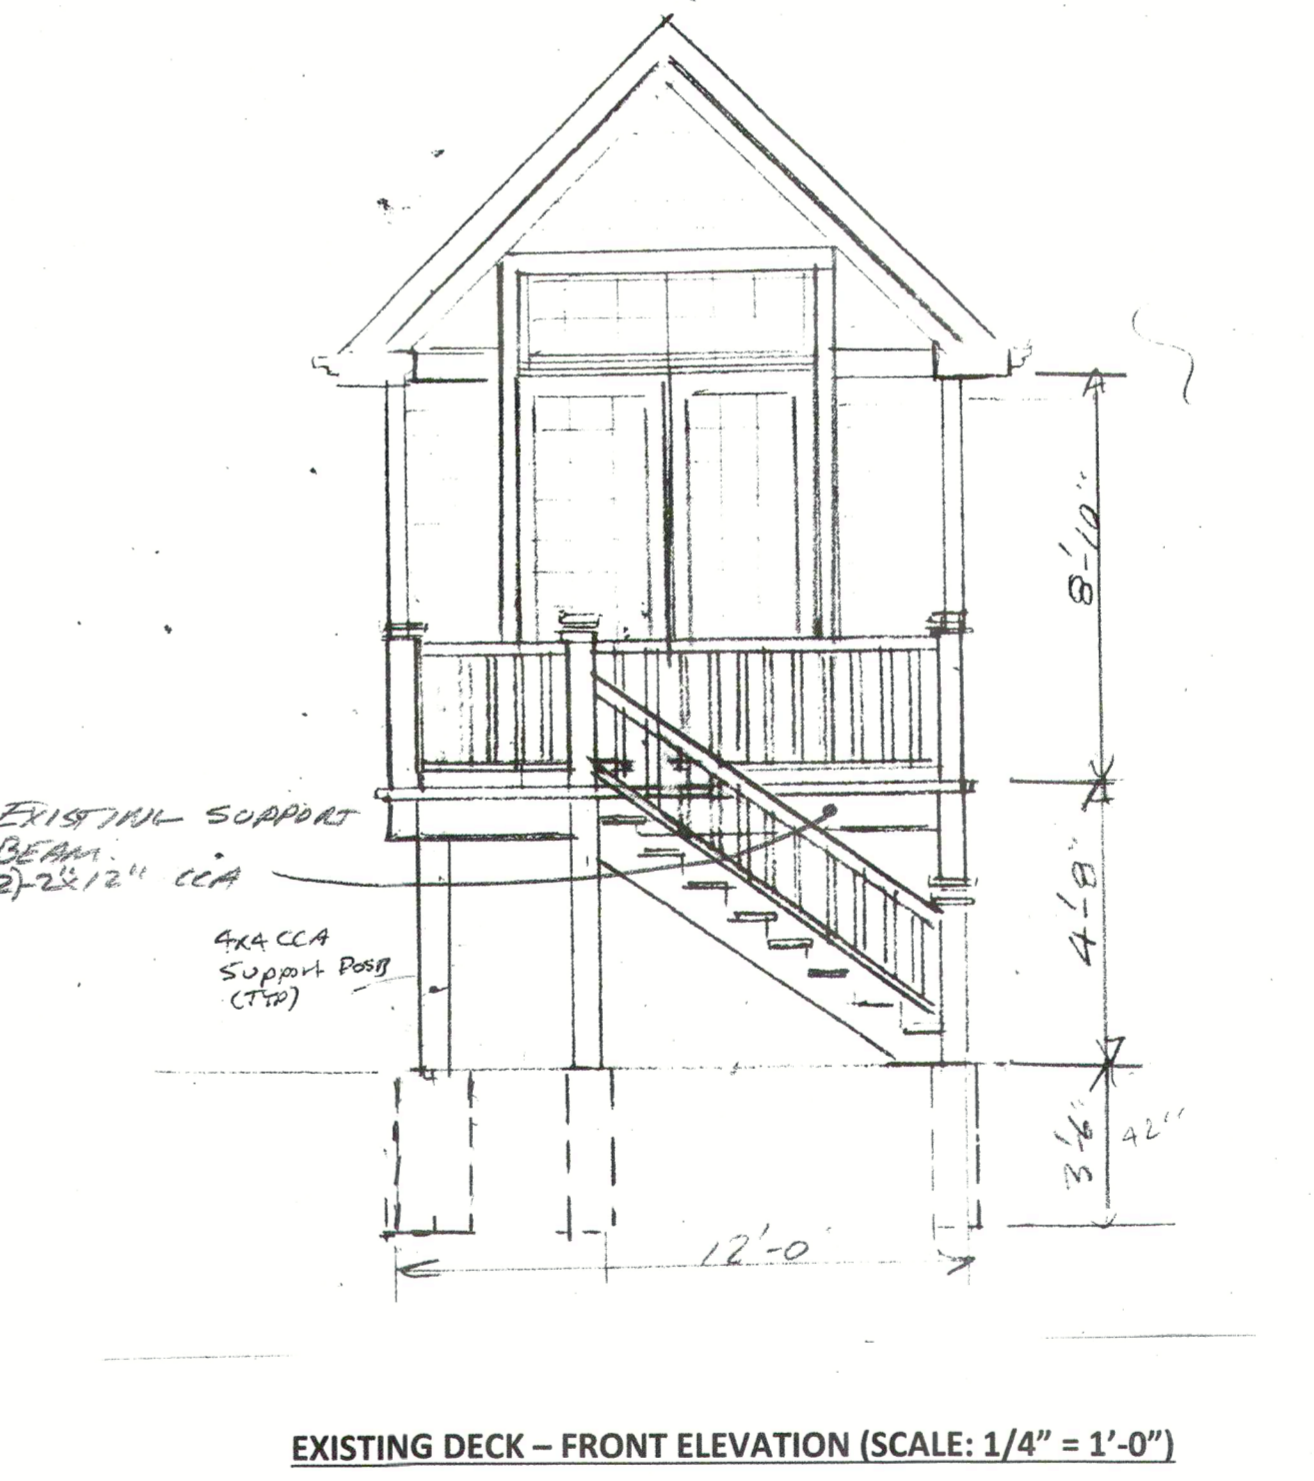 8'-10"
EXISTING SUPPORT
BEAM.
2)-2"x12" CCA
4'-8"
4x4 CCA
Support Posts
(TYP)
3'-6"
42"
12'-0"
EXISTING DECK – FRONT ELEVATION (SCALE: 1/4” = 1’-0”)